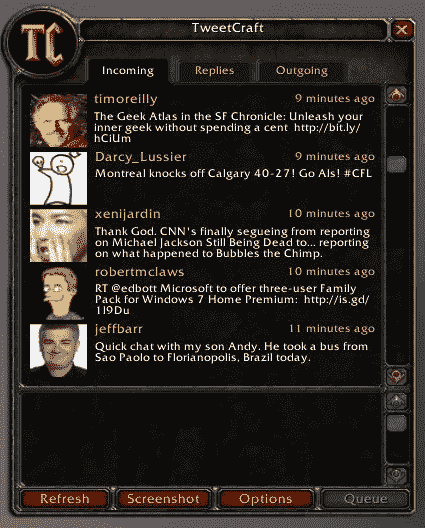 TC
TweetCraft
Incoming
Replies
Outgoing
timoreilly 9 minutes ago
The Geek Atlas in the SF Chronicle: Unleash your
inner geek without spending a cent http://bit.ly/
hCiUm
Darcy_Lussier 9 minutes ago
Montreal knocks off Calgary 40-27! Go Als! #CFL
xenijardin 10 minutes ago
Thank God. CNN's finally segueing from reporting
on Michael Jackson Still Being Dead to... reporting
on what happened to Bubbles the Chimp.
robertmclaws 10 minutes ago
RT @edbott Microsoft to offer three-user Family
Pack for Windows 7 Home Premium: http://is.gd/
1I9Du
jeffbarr 11 minutes ago
Quick chat with my son Andy. He took a bus from
Sao Paolo to Florianopolis, Brazil today.
Refresh
Screenshot
Options
Queue